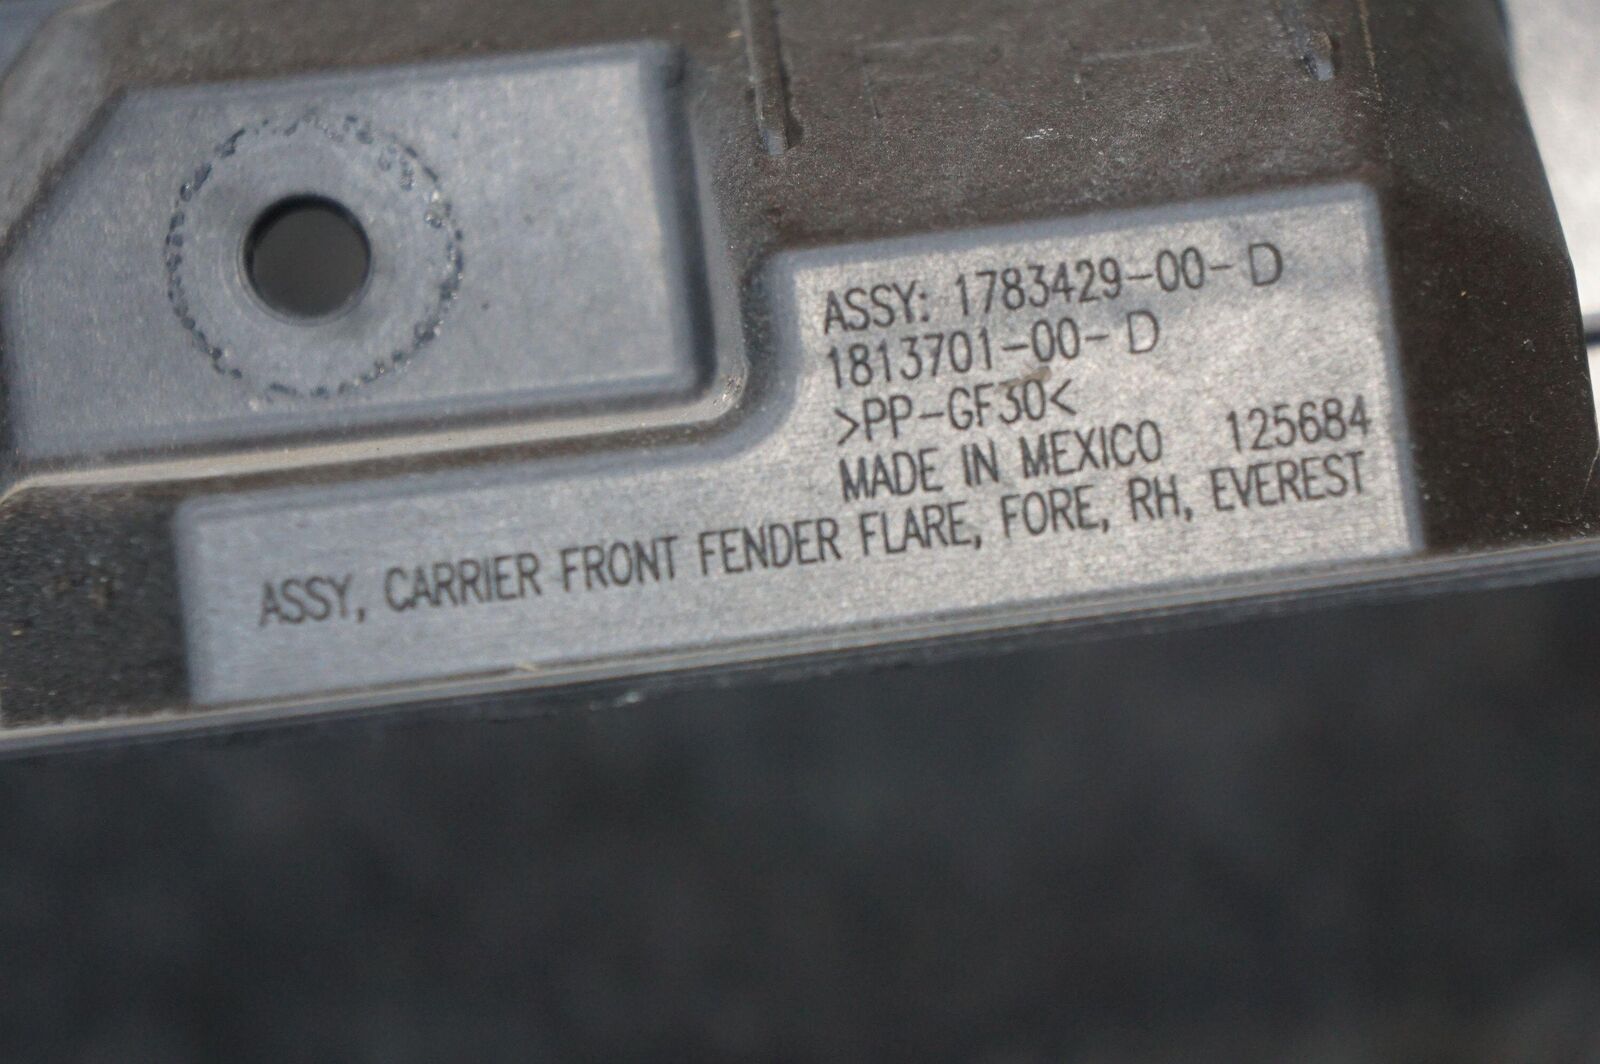 ASSY: 1783429-00- D
1813701-00- D
>PP-GF30<
MADE IN MEXICO 125684
ASSY, CARRIER FRONT FENDER FLARE, FORE, RH, EVEREST